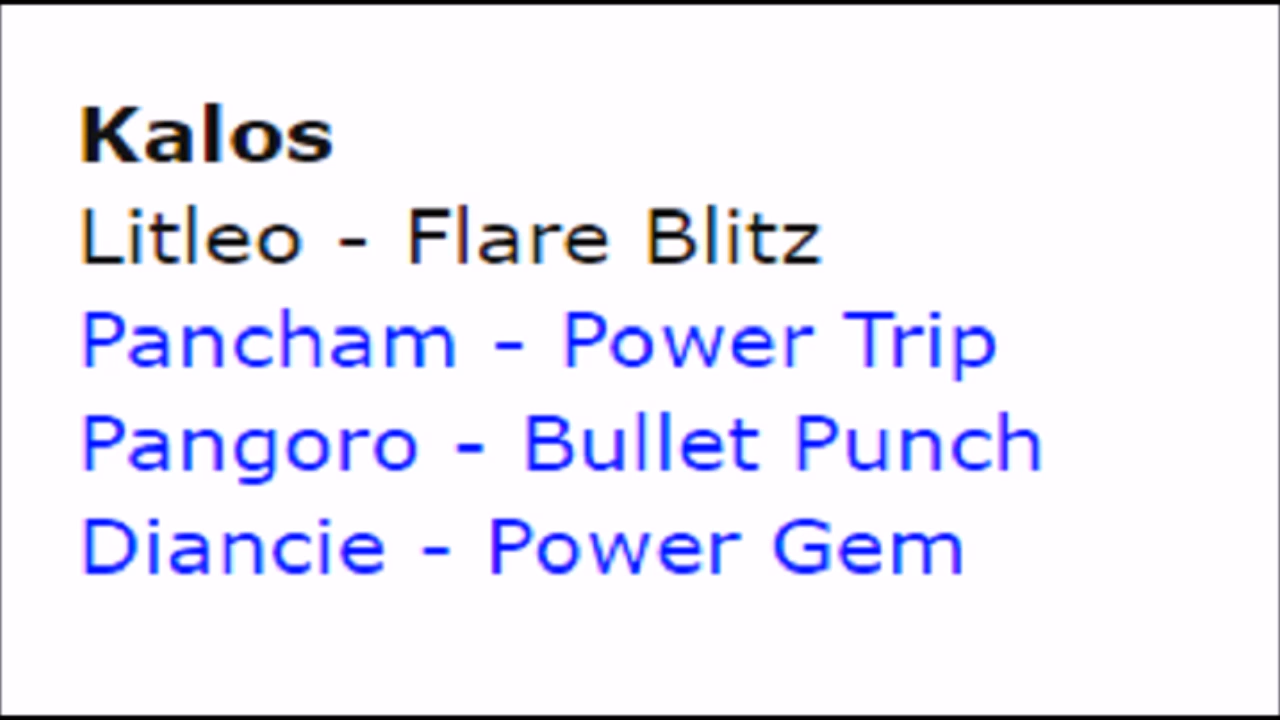 Kalos
Litleo - Flare Blitz
Pancham - Power Trip
Pangoro - Bullet Punch
Diancie - Power Gem